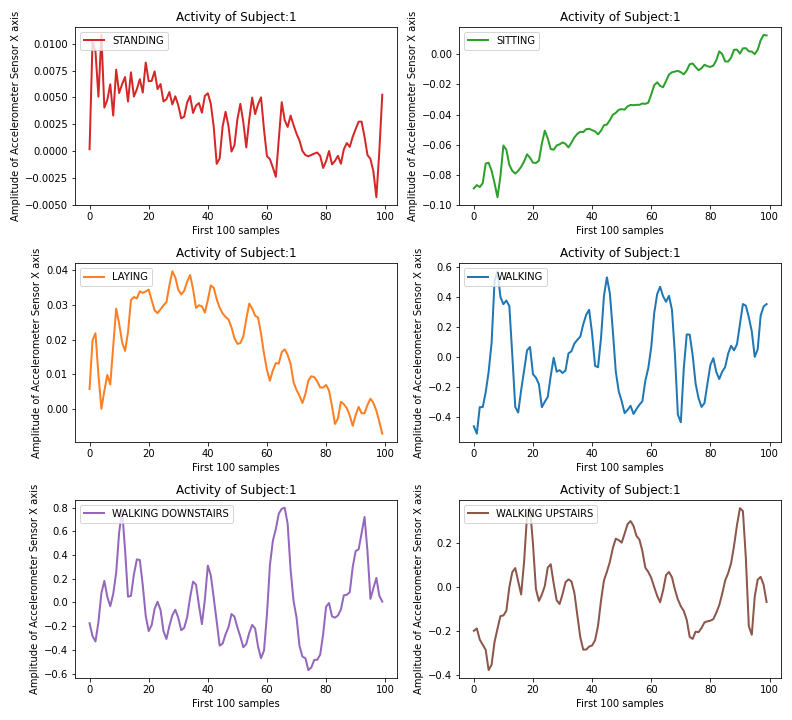 Activity of Subject:1
Amplitude of Accelerometer Sensor X axis
STANDING
0.0100
0.0075
0.0050
0.0025
0.0000
−0.0025
−0.0050
0 20 40 60 80 100
First 100 samples
Activity of Subject:1
Amplitude of Accelerometer Sensor X axis
SITTING
0.00
−0.02
−0.04
−0.06
−0.08
−0.10
0 20 40 60 80 100
First 100 samples
Activity of Subject:1
Amplitude of Accelerometer Sensor X axis
LAYING
0.04
0.03
0.02
0.01
0.00
0 20 40 60 80 100
First 100 samples
Activity of Subject:1
Amplitude of Accelerometer Sensor X axis
WALKING
0.6
0.4
0.2
0.0
−0.2
−0.4
0 20 40 60 80 100
First 100 samples
Activity of Subject:1
Amplitude of Accelerometer Sensor X axis
WALKING DOWNSTAIRS
0.8
0.6
0.4
0.2
0.0
−0.2
−0.4
−0.6
0 20 40 60 80 100
First 100 samples
Activity of Subject:1
Amplitude of Accelerometer Sensor X axis
WALKING UPSTAIRS
0.2
0.0
−0.2
−0.4
0 20 40 60 80 100
First 100 samples